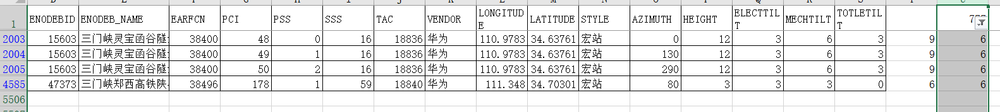 ENODEBID ENODEB_NAME EARFCN PCI PSS SSS TAC VENDOR LONGITUDE LATITUDE STYLE AZIMUTH HEIGHT ELECTTILT MECHTILT TOTLETILT
1
2003 15603 三门峡灵宝函谷隧 38400 48 0 16 18836 华为 110.9783 34.63761 宏站 0 12 3 6 3 9 6
2004 15603 三门峡灵宝函谷隧 38400 49 1 16 18836 华为 110.9783 34.63761 宏站 130 12 3 6 3 9 6
2005 15603 三门峡灵宝函谷隧 38400 50 2 16 18836 华为 110.9783 34.63761 宏站 290 12 3 6 3 9 6
4585 47373 三门峡郑西高铁陕 38496 178 1 59 18840 华为 111.348 34.70301 宏站 80 3 3 3 0 6 6
5506